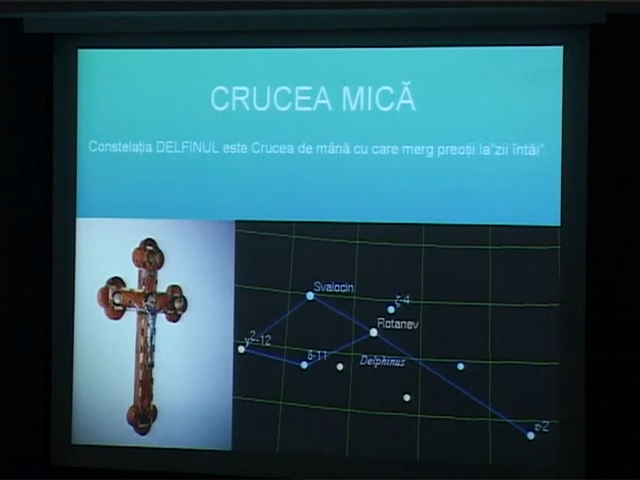 CRUCEA MICĂ
Constelația DELFINUL este Crucea de mână cu care merg preoții la"zii întâi".
Svalocin
ζ-4
Rotanev
γ2-12
δ-11
Delphinus
ε-2